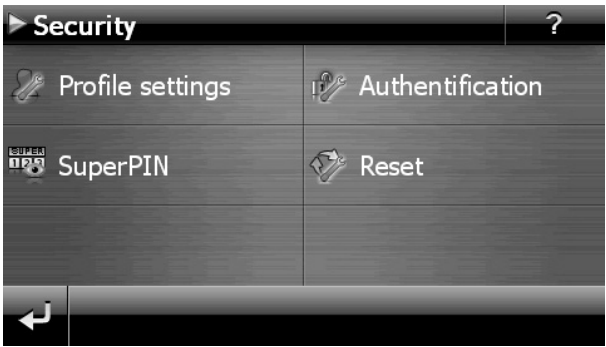 Security
?
Profile settings
Authentification
SUPER
123
SuperPIN
Reset